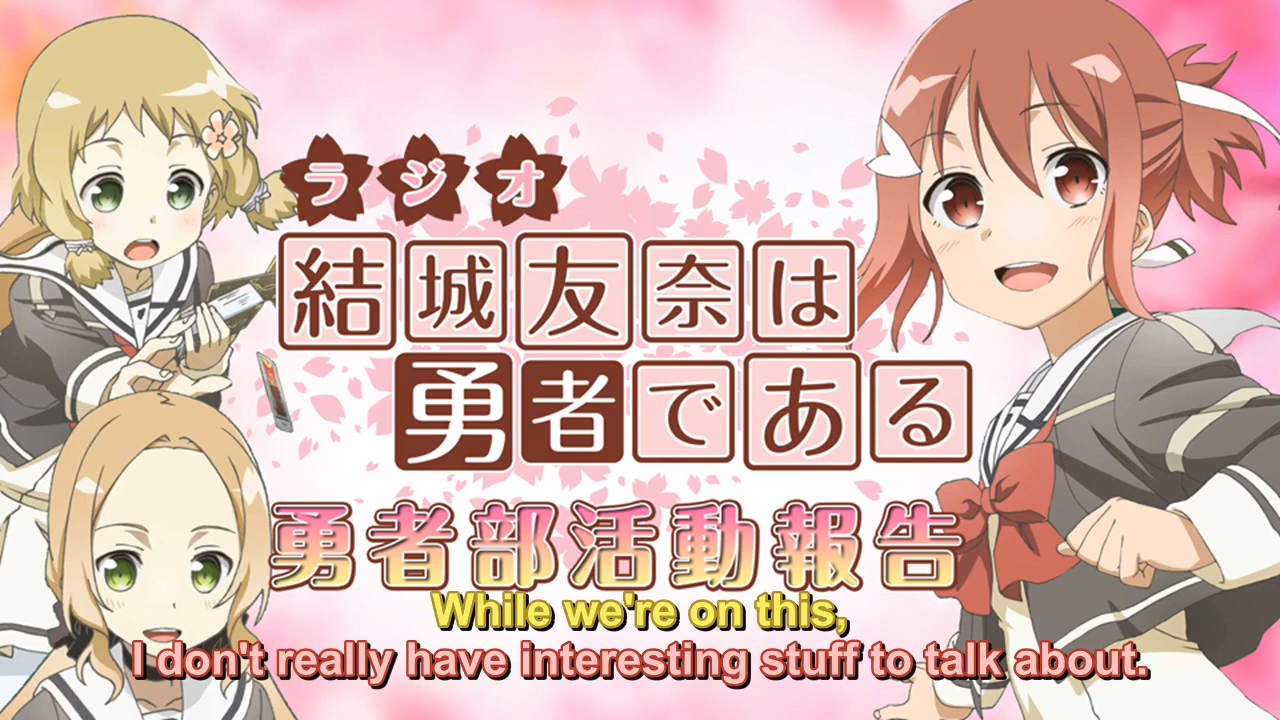 ラジオ
結城友奈は
勇者である
勇者部活動報告
While we're on this,
I don't really have interesting stuff to talk about.